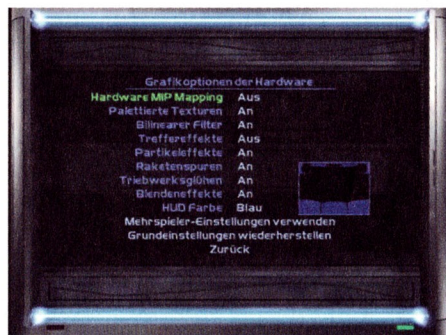 Grafikoptionen der Hardware
Hardware MIP Mapping Aus
Palettierte Texturen An
Bilinearer Filter An
Treffereffekte Aus
Partikeleffekte An
Raketenspuren An
Triebwerksglühen An
Blendeneffekte An
HUD Farbe Blau
Mehrspieler-Einstellungen verwenden
Grundeinstellungen wiederherstellen
Zurück